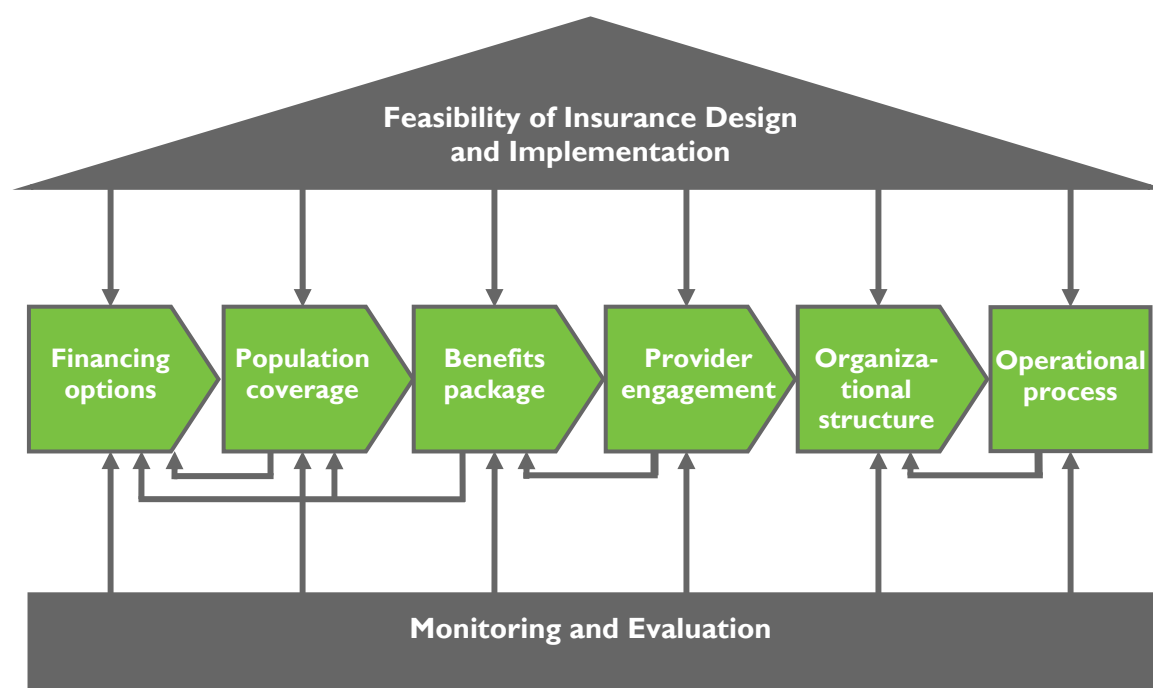 Feasibility of Insurance Design
and Implementation
Financing
options
Population
coverage
Benefits
package
Provider
engagement
Organiza-
tional
structure
Operational
process
Monitoring and Evaluation